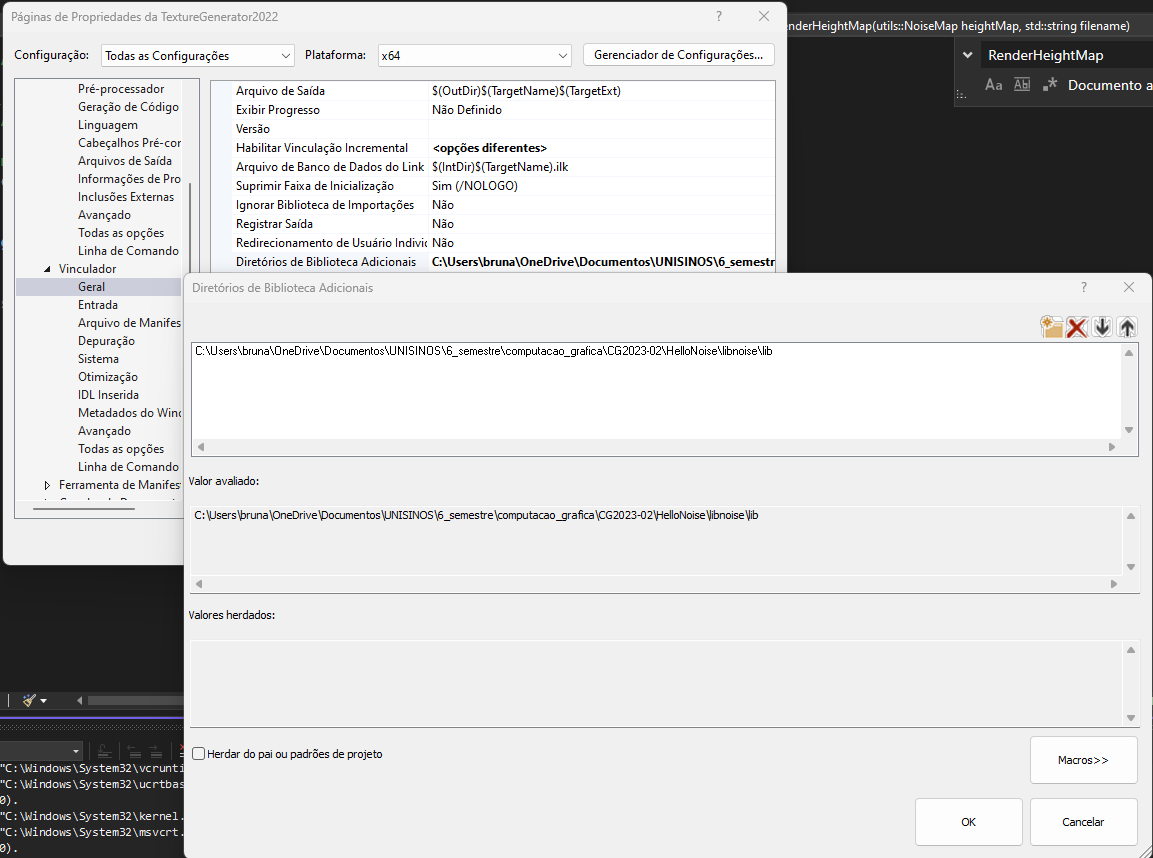 Páginas de Propriedades da TextureGenerator2022
? 
enderHeightMap(utils::NoiseMap heightMap, std::string filename)
Configuração: Todas as Configurações Plataforma: x64 Gerenciador de Configurações...
RenderHeightMap
Aa Ab .* Documento a
Pré-processador
Geração de Código
Linguagem
Cabeçalhos Pré-cor
Arquivos de Saída
Informações de Pro
Inclusões Externas
Avançado
Todas as opções
Linha de Comando
Vinculador
Geral
Entrada
Arquivo de Manifes
Depuração
Sistema
Otimização
IDL Inserida
Metadados do Winc
Avançado
Todas as opções
Linha de Comando
Ferramenta de Manifes
Arquivo de Saída $(OutDir)$(TargetName)$(TargetExt)
Exibir Progresso Não Definido
Versão
Habilitar Vinculação Incremental <opções diferentes>
Arquivo de Banco de Dados do Link $(IntDir)$(TargetName).ilk
Suprimir Faixa de Inicialização Sim (/NOLOGO)
Ignorar Biblioteca de Importações Não
Registrar Saída Não
Redirecionamento de Usuário Indivi Não
Diretórios de Biblioteca Adicionais C:\Users\bruna\OneDrive\Documentos\UNISINOS\6_semestr
Diretórios de Biblioteca Adicionais
?
C:\Users\bruna\OneDrive\Documentos\UNISINOS\6_semestre\computacao_grafica\CG2023-02\HelloNoise\libnoise\lib
Valor avaliado:
C:\Users\bruna\OneDrive\Documentos\UNISINOS\6_semestre\computacao_grafica\CG2023-02\HelloNoise\libnoise\lib
Valores herdados:
Herdar do pai ou padrões de projeto
Macros>>
OK Cancelar
"C:\Windows\System32\vcrunti
"C:\Windows\System32\ucrtbas
0).
"C:\Windows\System32\kernel.
"C:\Windows\System32\msvcrt.
0).